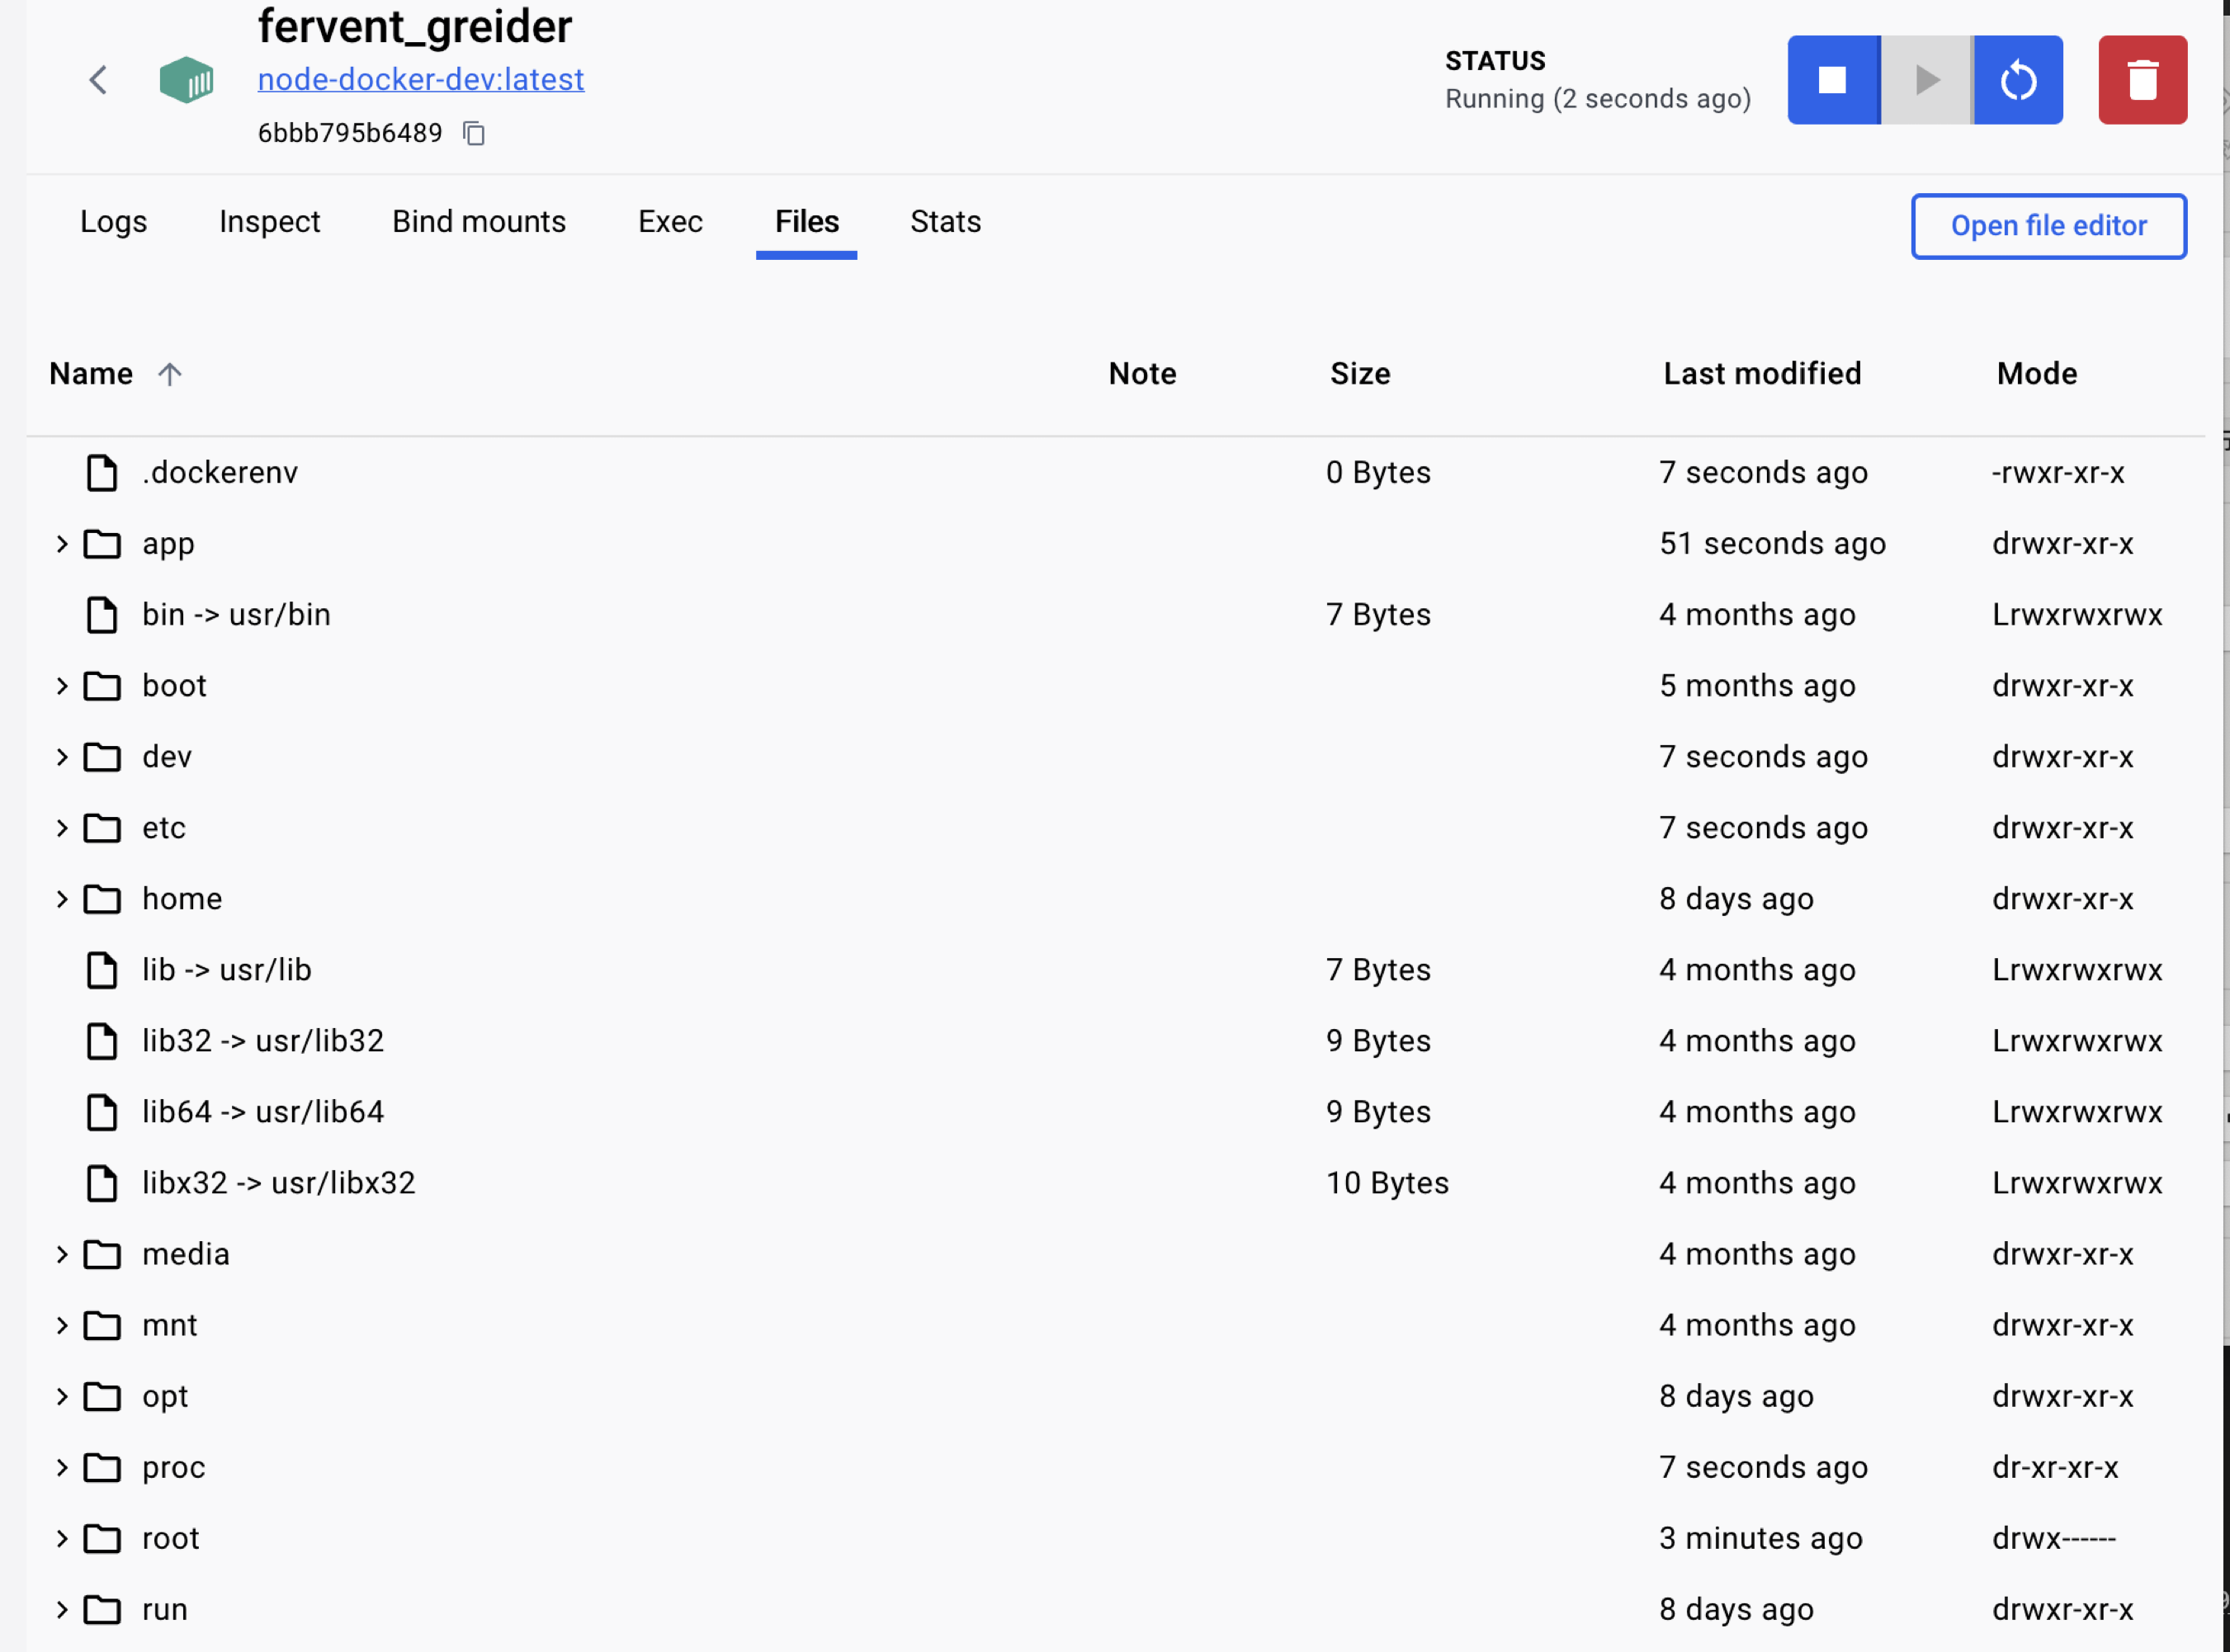 fervent_greider
node-docker-dev:latest
6bbb795b6489
STATUS
Running (2 seconds ago)
Logs Inspect Bind mounts Exec Files Stats Open file editor
Name Note Size Last modified Mode
.dockerenv 0 Bytes 7 seconds ago -rwxr-xr-x
app 51 seconds ago drwxr-xr-x
bin -> usr/bin 7 Bytes 4 months ago Lrwxrwxrwx
boot 5 months ago drwxr-xr-x
dev 7 seconds ago drwxr-xr-x
etc 7 seconds ago drwxr-xr-x
home 8 days ago drwxr-xr-x
lib -> usr/lib 7 Bytes 4 months ago Lrwxrwxrwx
lib32 -> usr/lib32 9 Bytes 4 months ago Lrwxrwxrwx
lib64 -> usr/lib64 9 Bytes 4 months ago Lrwxrwxrwx
libx32 -> usr/libx32 10 Bytes 4 months ago Lrwxrwxrwx
media 4 months ago drwxr-xr-x
mnt 4 months ago drwxr-xr-x
opt 8 days ago drwxr-xr-x
proc 7 seconds ago dr-xr-xr-x
root 3 minutes ago drwx------
run 8 days ago drwxr-xr-x